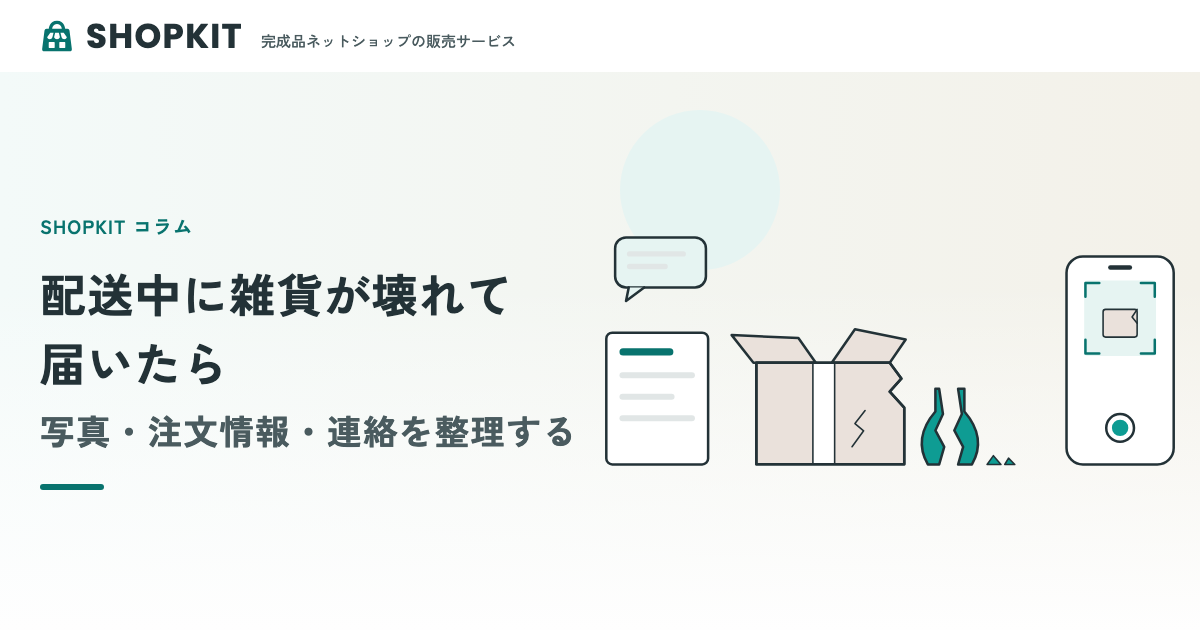 SHOPKIT 完成品ネットショップの販売サービス
SHOPKIT コラム
配送中に雑貨が壊れて
届いたら
写真・注文情報・連絡を整理する